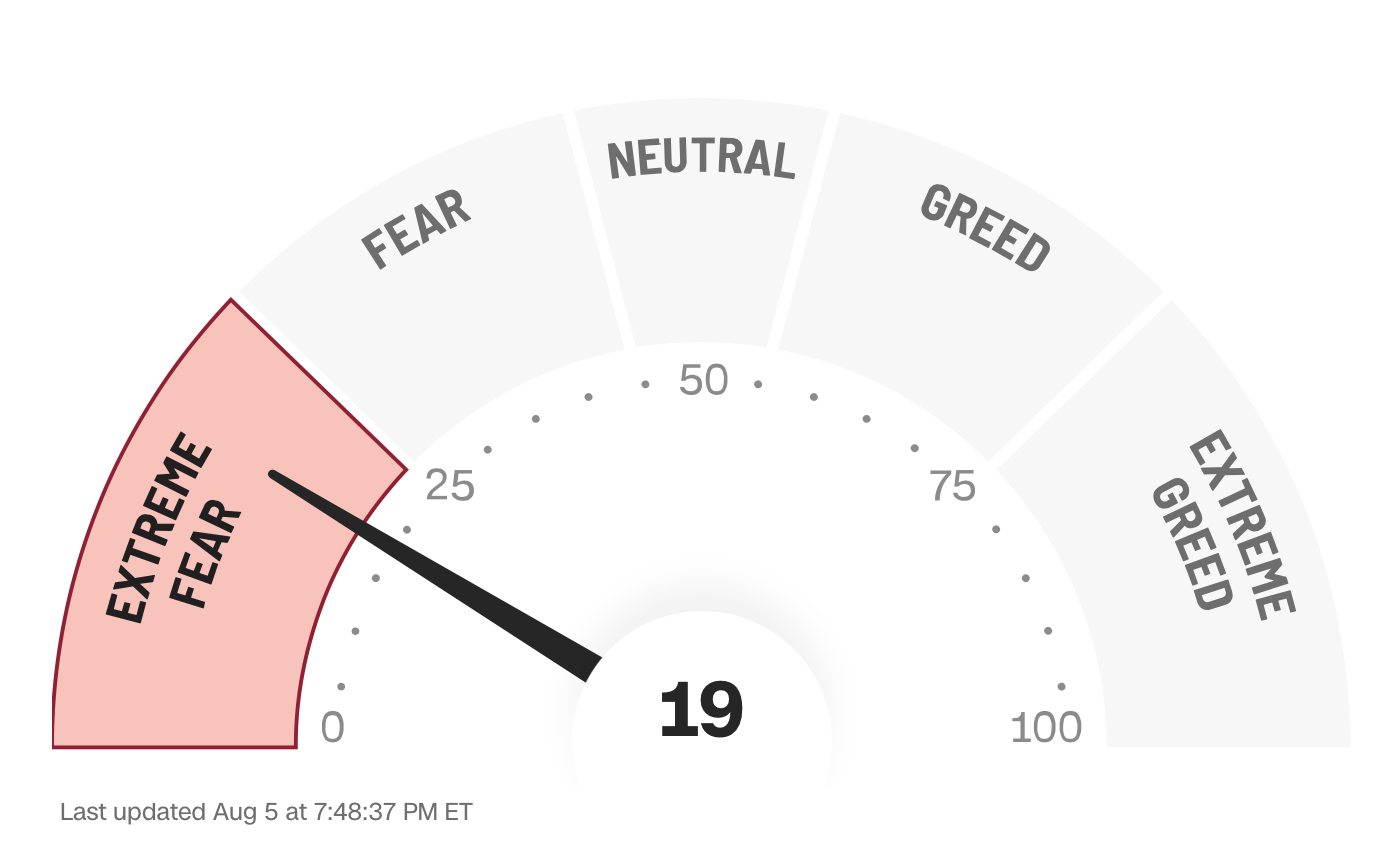 NEUTRAL
FEAR
GREED
EXTREME
FEAR
EXTREME
GREED
50
25
75
0
100
19
Last updated Aug 5 at 7:48:37 PM ET